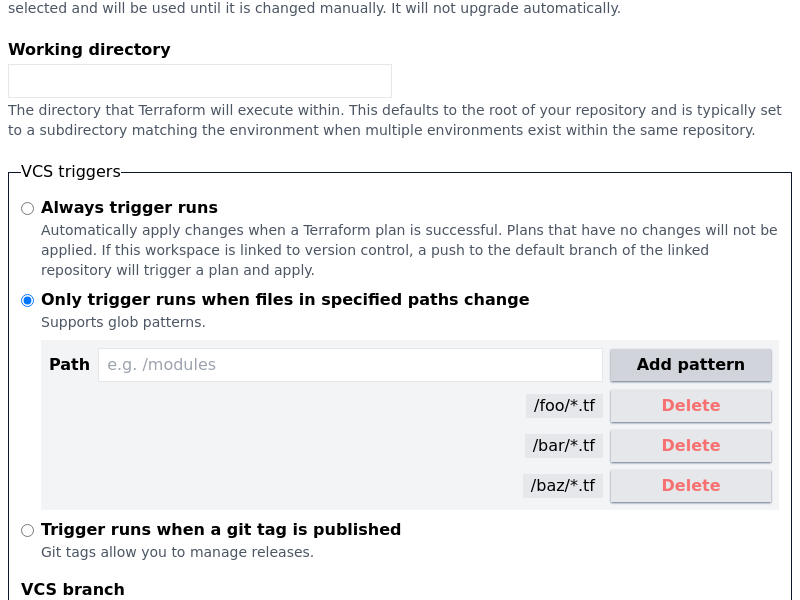 selected and will be used until it is changed manually. It will not upgrade automatically.
Working directory
The directory that Terraform will execute within. This defaults to the root of your repository and is typically set
to a subdirectory matching the environment when multiple environments exist within the same repository.
VCS triggers
Always trigger runs
Automatically apply changes when a Terraform plan is successful. Plans that have no changes will not be
applied. If this workspace is linked to version control, a push to the default branch of the linked
repository will trigger a plan and apply.
Only trigger runs when files in specified paths change
Supports glob patterns.
Path e.g. /modules Add pattern
/foo/*.tf Delete
/bar/*.tf Delete
/baz/*.tf Delete
Trigger runs when a git tag is published
Git tags allow you to manage releases.
VCS branch